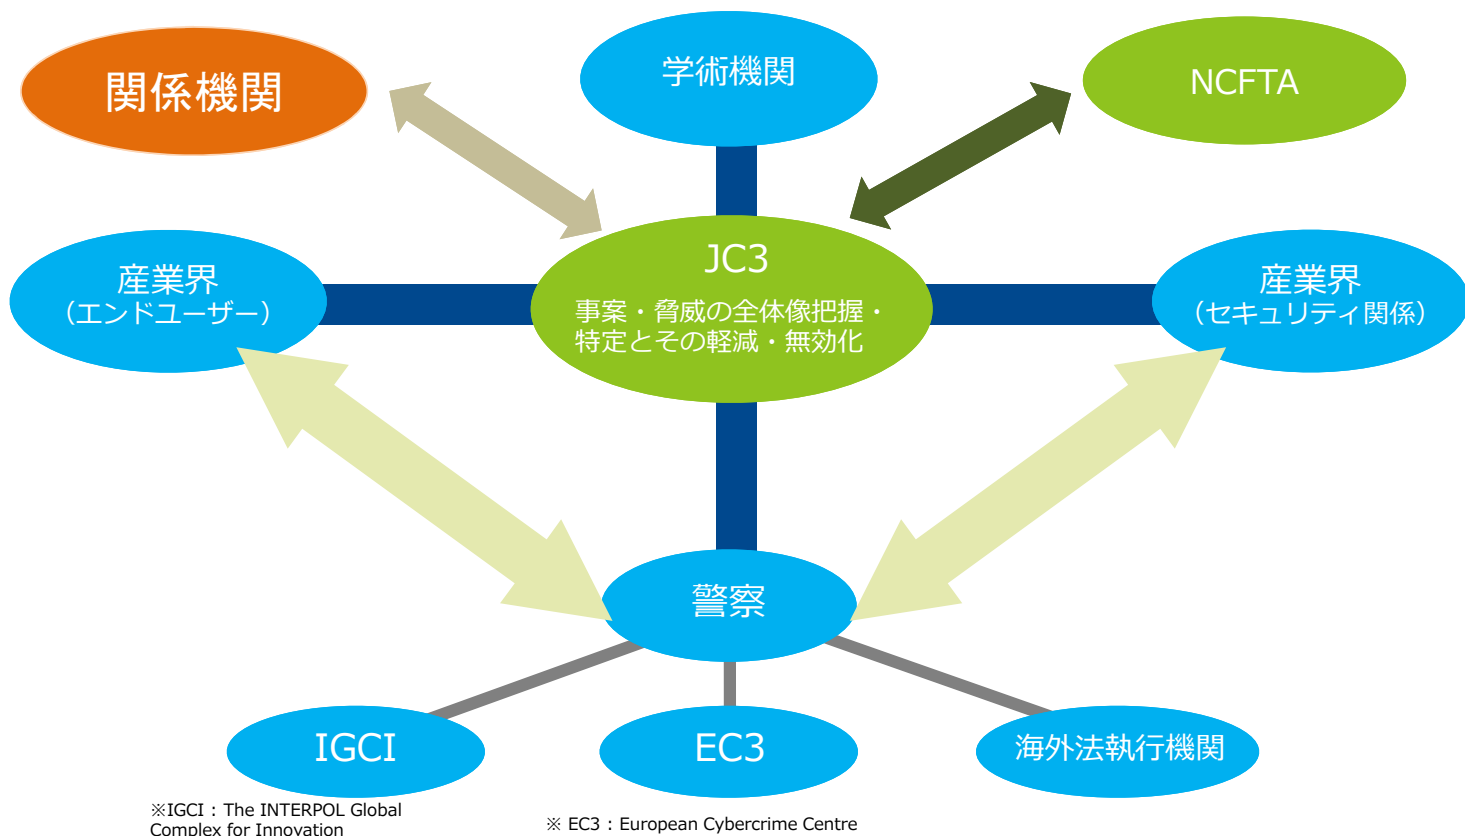 関係機関
学術機関
NCFTA
JC3
事案・脅威の全体像把握・
特定とその軽減・無効化
産業界
（エンドユーザー）
産業界
（セキュリティ関係）
警察
IGCI
EC3
海外法執行機関
※IGCI：The INTERPOL Global
Complex for Innovation
※ EC3：European Cybercrime Centre